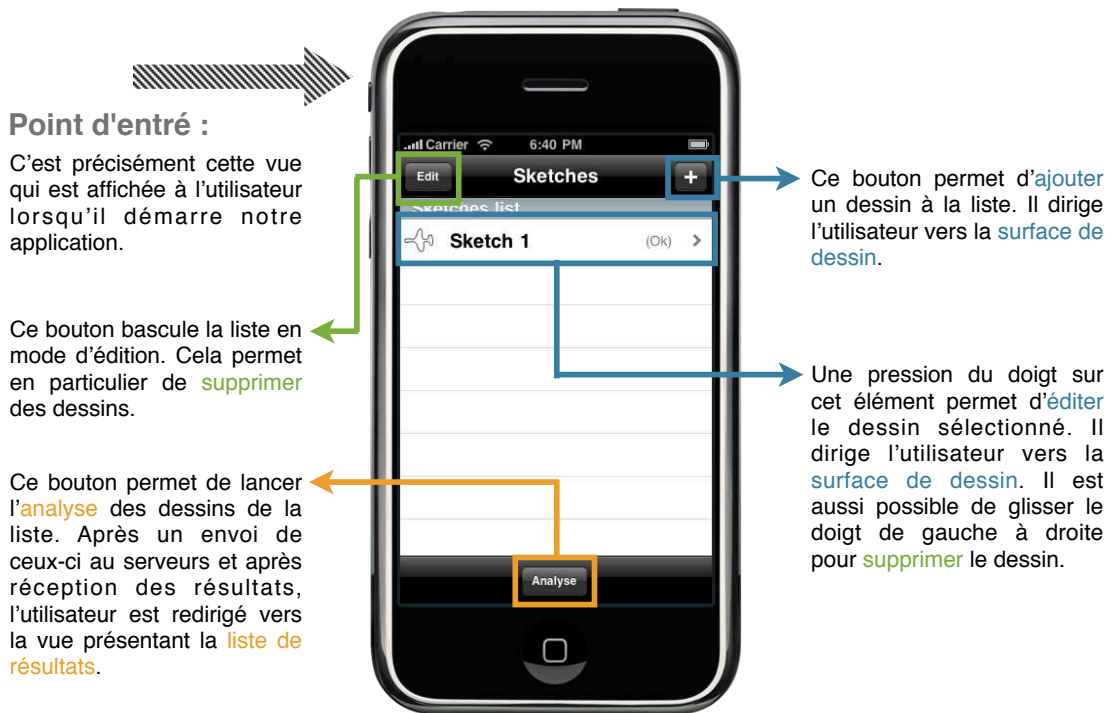 Point d'entré :
C'est précisément cette vue
qui est affichée à l'utilisateur
lorsqu'il démarre notre
application.
Ce bouton bascule la liste en
mode d'édition. Cela permet
en particulier de supprimer
des dessins.
Ce bouton permet de lancer
l'analyse des dessins de la
liste. Après un envoi de
ceux-ci au serveurs et après
réception des résultats,
l'utilisateur est redirigé vers
la vue présentant la liste de
résultats.
Carrier 6:40 PM
Edit Sketches +
Sketches list
Sketch 1 (Ok)
Analyse
Ce bouton permet d'ajouter
un dessin à la liste. Il dirige
l'utilisateur vers la surface de
dessin.
Une pression du doigt sur
cet élément permet d'éditer
le dessin sélectionné. Il
dirige l'utilisateur vers la
surface de dessin. Il est
aussi possible de glisser le
doigt de gauche à droite
pour supprimer le dessin.